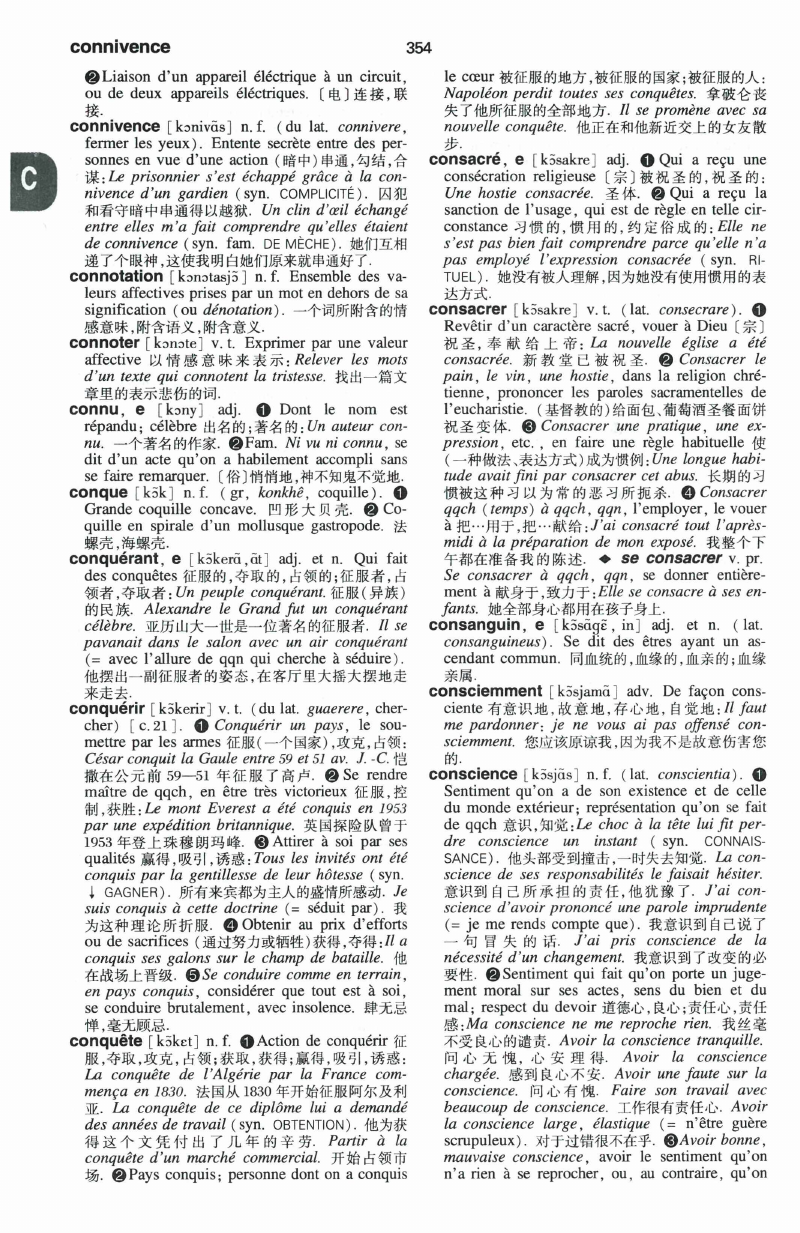 connivence
354
C
❷Liaison d'un appareil éléctrique à un circuit,
ou de deux appareils éléctriques. 〔电〕连接,联
接.
connivence [kɔnivɑ̃s] n. f. (du lat. connivere,
fermer les yeux). Entente secrète entre des per-
sonnes en vue d'une action (暗中)串通,勾结,合
谋: Le prisonnier s'est échappé grâce à la con-
nivence d'un gardien (syn. COMPLICITÉ). 囚犯
和看守暗中串通得以越狱. Un clin d'œil échangé
entre elles m'a fait comprendre qu'elles étaient
de connivence (syn. fam. DE MÈCHE). 她们互相
递了个眼神,这使我明白她们原来就串通好了.
connotation [kɔnɔtasjɔ̃] n. f. Ensemble des va-
leurs affectives prises par un mot en dehors de sa
signification (ou dénotation). 一个词所附含的情
感意味,附含语义,附含意义.
connoter [kɔnɔte] v. t. Exprimer par une valeur
affective 以情感意味来表示: Relever les mots
d'un texte qui connotent la tristesse. 找出一篇文
章里的表示悲伤的词.
connu, e [kɔny] adj. ❶ Dont le nom est
répandu; célèbre 出名的;著名的: Un auteur con-
nu. 一个著名的作家. ❷Fam. Ni vu ni connu, se
dit d'un acte qu'on a habilement accompli sans
se faire remarquer. 〔俗〕悄悄地,神不知鬼不觉地.
conque [kɔ̃k] n. f. (gr, konkhê, coquille). ❶
Grande coquille concave. 凹形大贝壳. ❷ Co-
quille en spirale d'un mollusque gastropode. 法
螺壳,海螺壳.
conquérant, e [kɔ̃kerɑ̃,ɑ̃t] adj. et n. Qui fait
des conquêtes 征服的,夺取的,占领的;征服者,占
领者,夺取者: Un peuple conquérant. 征服(异族)
的民族. Alexandre le Grand fut un conquérant
célèbre. 亚历山大一世是一位著名的征服者. Il se
pavanait dans le salon avec un air conquérant
(= avec l'allure de qqn qui cherche à séduire).
他摆出一副征服者的姿态,在客厅里大摇大摆地走
来走去.
conquérir [kɔ̃kerir] v. t. (du lat. guaerere, cher-
cher) [c. 21]. ❶ Conquérir un pays, le sou-
mettre par les armes 征服(一个国家),攻克,占领:
César conquit la Gaule entre 59 et 51 av. J. -C. 恺
撒在公元前 59—51 年征服了高卢. ❷ Se rendre
maître de qqch, en être très victorieux 征服,控
制,获胜: Le mont Everest a été conquis en 1953
par une expédition britannique. 英国探险队曾于
1953 年登上珠穆朗玛峰. ❸ Attirer à soi par ses
qualités 赢得,吸引,诱惑: Tous les invités ont été
conquis par la gentillesse de leur hôtesse (syn.
↓ GAGNER). 所有来宾都为主人的盛情所感动. Je
suis conquis à cette doctrine (= séduit par). 我
为这种理论所折服. ❹ Obtenir au prix d'efforts
ou de sacrifices (通过努力或牺牲)获得,夺得: Il a
conquis ses galons sur le champ de bataille. 他
在战场上晋级. ❺ Se conduire comme en terrain,
en pays conquis, considérer que tout est à soi,
se conduire brutalement, avec insolence. 肆无忌
惮,毫无顾忌.
conquête [kɔ̃ket] n. f. ❶Action de conquérir 征
服,夺取,攻克,占领;获取,获得;赢得,吸引,诱惑:
La conquête de l'Algérie par la France com-
mença en 1830. 法国从 1830 年开始征服阿尔及利
亚. La conquête de ce diplôme lui a demandé
des années de travail (syn. OBTENTION). 他为获
得这个文凭付出了几年的辛劳. Partir à la
conquête d'un marché commercial. 开始占领市
场. ❷Pays conquis; personne dont on a conquis
le cœur 被征服的地方,被征服的国家;被征服的人:
Napoléon perdit toutes ses conquêtes. 拿破仑丧
失了他所征服的全部地方. Il se promène avec sa
nouvelle conquête. 他正在和他新近交上的女友散
步.
consacré, e [kɔ̃sakre] adj. ❶ Qui a reçu une
consécration religieuse 〔宗〕被祝圣的,祝圣的:
Une hostie consacrée. 圣体. ❷ Qui a reçu la
sanction de l'usage, qui est de règle en telle cir-
constance 习惯的,惯用的,约定俗成的: Elle ne
s'est pas bien fait comprendre parce qu'elle n'a
pas employé l'expression consacrée (syn. RI-
TUEL). 她没有被人理解,因为她没有使用惯用的表
达方式.
consacrer [kɔ̃sakre] v. t. (lat. consecrare). ❶
Revêtir d'un caractère sacré, vouer à Dieu 〔宗〕
祝圣,奉献给上帝: La nouvelle église a été
consacrée. 新教堂已被祝圣. ❷ Consacrer le
pain, le vin, une hostie, dans la religion chré-
tienne, prononcer les paroles sacramentelles de
l'eucharistie. (基督教的)给面包、葡萄酒圣餐面饼
祝圣变体. ❸ Consacrer une pratique, une ex-
pression, etc., en faire une règle habituelle 使
(一种做法、表达方式)成为惯例: Une longue habi-
tude avait fini par consacrer cet abus. 长期的习
惯被这种习以为常的恶习所扼杀. ❹ Consacrer
qqch (temps) à qqch, qqn, l'employer, le vouer
à 把…用于,把…献给: J'ai consacré tout l'après-
midi à la préparation de mon exposé. 我整个下
午都在准备我的陈述. ◆ se consacrer v. pr.
Se consacrer à qqch, qqn, se donner entière-
ment à 献身于,致力于: Elle se consacre à ses en-
fants. 她全部身心都用在孩子身上.
consanguin, e [kɔ̃sɑ̃gɛ̃, in] adj. et n. (lat.
consanguineus). Se dit des êtres ayant un as-
cendant commun. 同血统的,血缘的,血亲的;血缘
亲属.
consciemment [kɔ̃sjamɑ̃] adv. De façon cons-
ciente 有意识地,故意地,存心地,自觉地: Il faut
me pardonner: je ne vous ai pas offensé con-
sciemment. 您应该原谅我,因为我不是故意伤害您
的.
conscience [kɔ̃sjɑ̃s] n. f. (lat. conscientia). ❶
Sentiment qu'on a de son existence et de celle
du monde extérieur; représentation qu'on se fait
de qqch 意识,知觉: Le choc à la tête lui fit per-
dre conscience un instant (syn. CONNAIS-
SANCE). 他头部受到撞击,一时失去知觉. La con-
science de ses responsabilités le faisait hésiter.
意识到自己所承担的责任,他犹豫了. J'ai con-
science d'avoir prononcé une parole imprudente
(= je me rends compte que). 我意识到自己说了
一句冒失的话. J'ai pris conscience de la
nécessité d'un changement. 我意识到了改变的必
要性. ❷Sentiment qui fait qu'on porte un juge-
ment moral sur ses actes, sens du bien et du
mal; respect du devoir 道德心,良心;责任心,责任
感: Ma conscience ne me reproche rien. 我丝毫
不受良心的谴责. Avoir la conscience tranquille.
问心无愧,心安理得. Avoir la conscience
chargée. 感到良心不安. Avoir une faute sur la
conscience. 问心有愧. Faire son travail avec
beaucoup de conscience. 工作很有责任心. Avoir
la conscience large, élastique (= n'être guère
scrupuleux). 对于过错很不在乎. ❸Avoir bonne,
mauvaise conscience, avoir le sentiment qu'on
n'a rien à se reprocher, ou, au contraire, qu'on